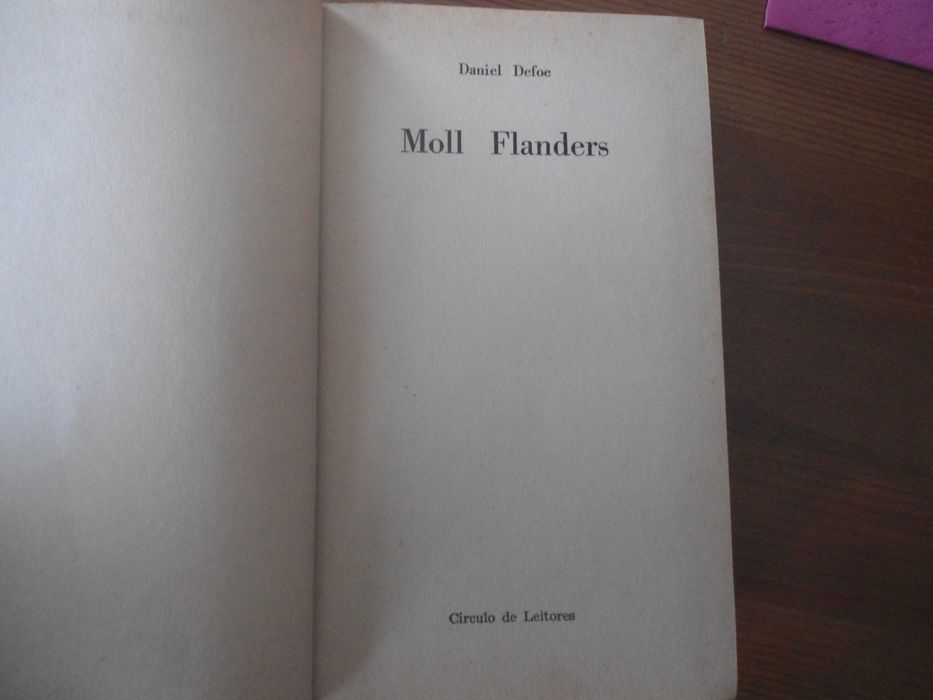 Daniel Defoe
Moll Flanders
Círculo de Leitores